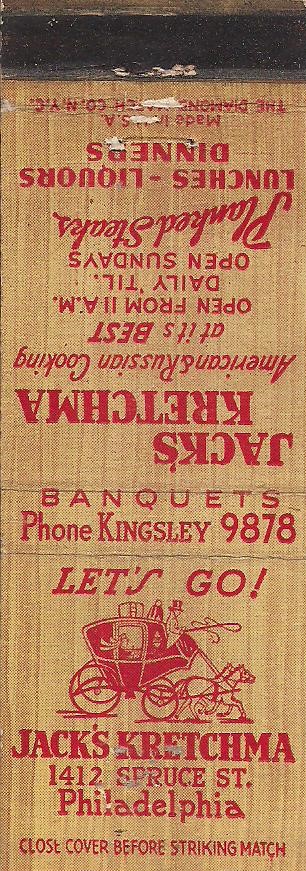 LET'S GO!
JACK'S KRETCHMA
1412 SPRUCE ST.
Philadelphia
CLOSE COVER BEFORE STRIKING MATCH
BANQUETS
Phone KINGSLEY 9878
JACK'S
KRETCHMA
American & Russian Cooking
at it's BEST
OPEN FROM 11 A.M.
DAILY 'TIL.
OPEN SUNDAYS
Planked Steaks
LUNCHES - LIQUORS
DINNERS
Made in U.S.A.
THE DIAMOND MATCH CO. N.Y.C.